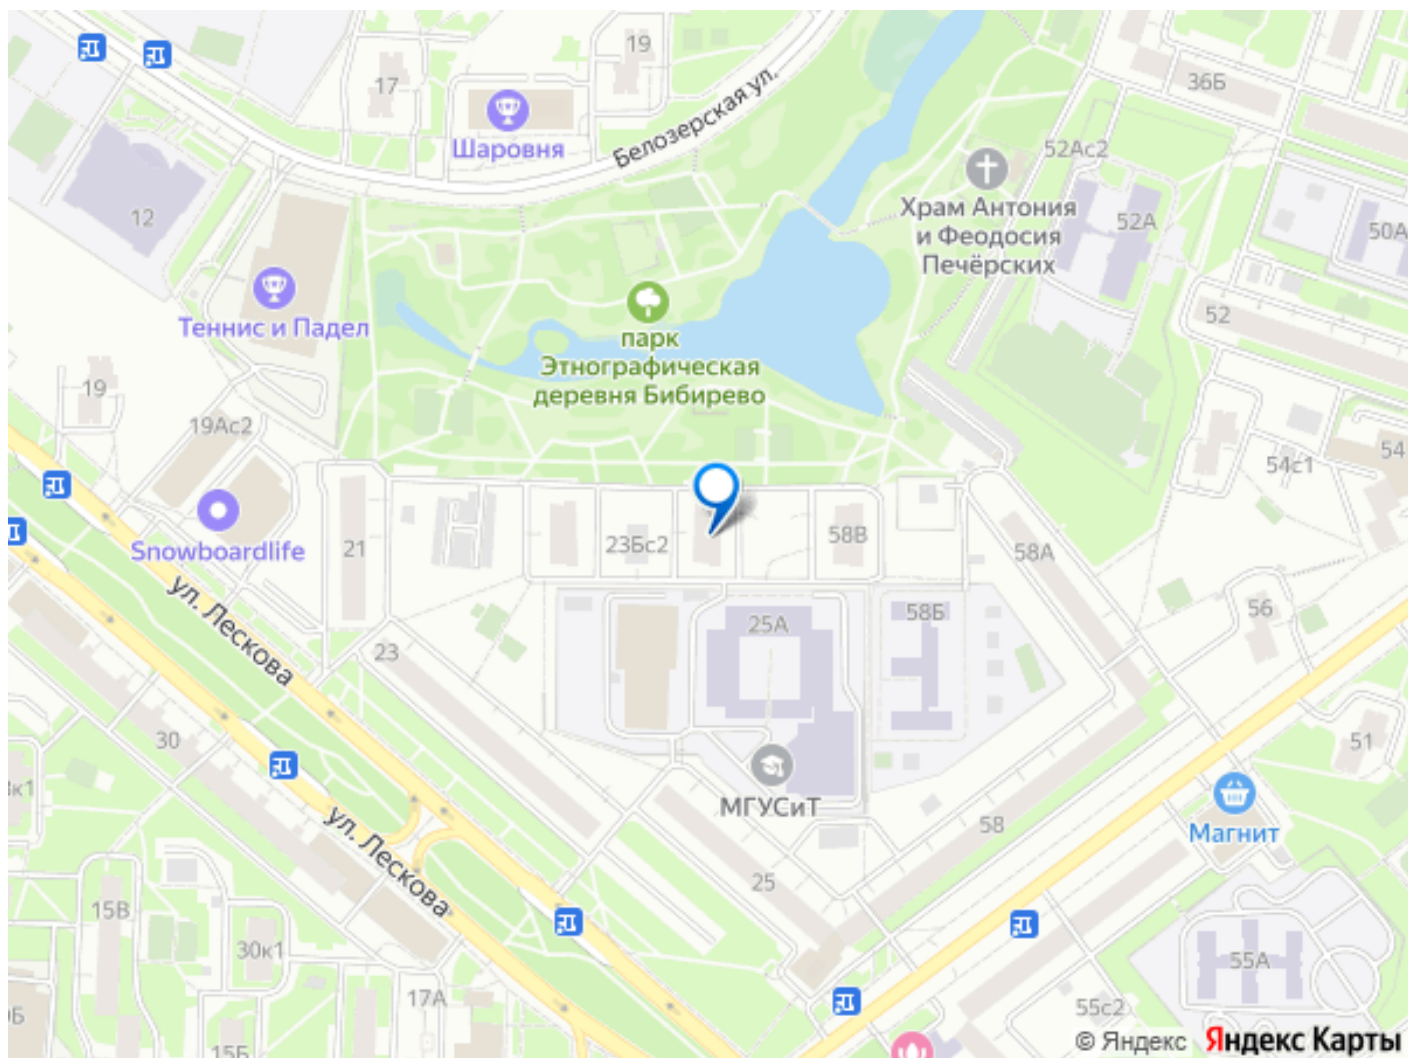 19
17
36Б
Белозерская ул.
Шаровня
52Ас2
Храм Антония
и Феодосия
Печёрских
12
52А
50А
Теннис и Падел
52
парк
Этнографическая
деревня Бибирево
19
19Ас2
54с1
54
Snowboardlife
21
23Бс2
58В
58А
ул. Лескова
25А
58Б
56
23
30
51
МГУСиТ
Магнит
ул. Лескова
58
25
15В
30к1
55А
17А
55с2
15Б
© Яндекс Яндекс Карты